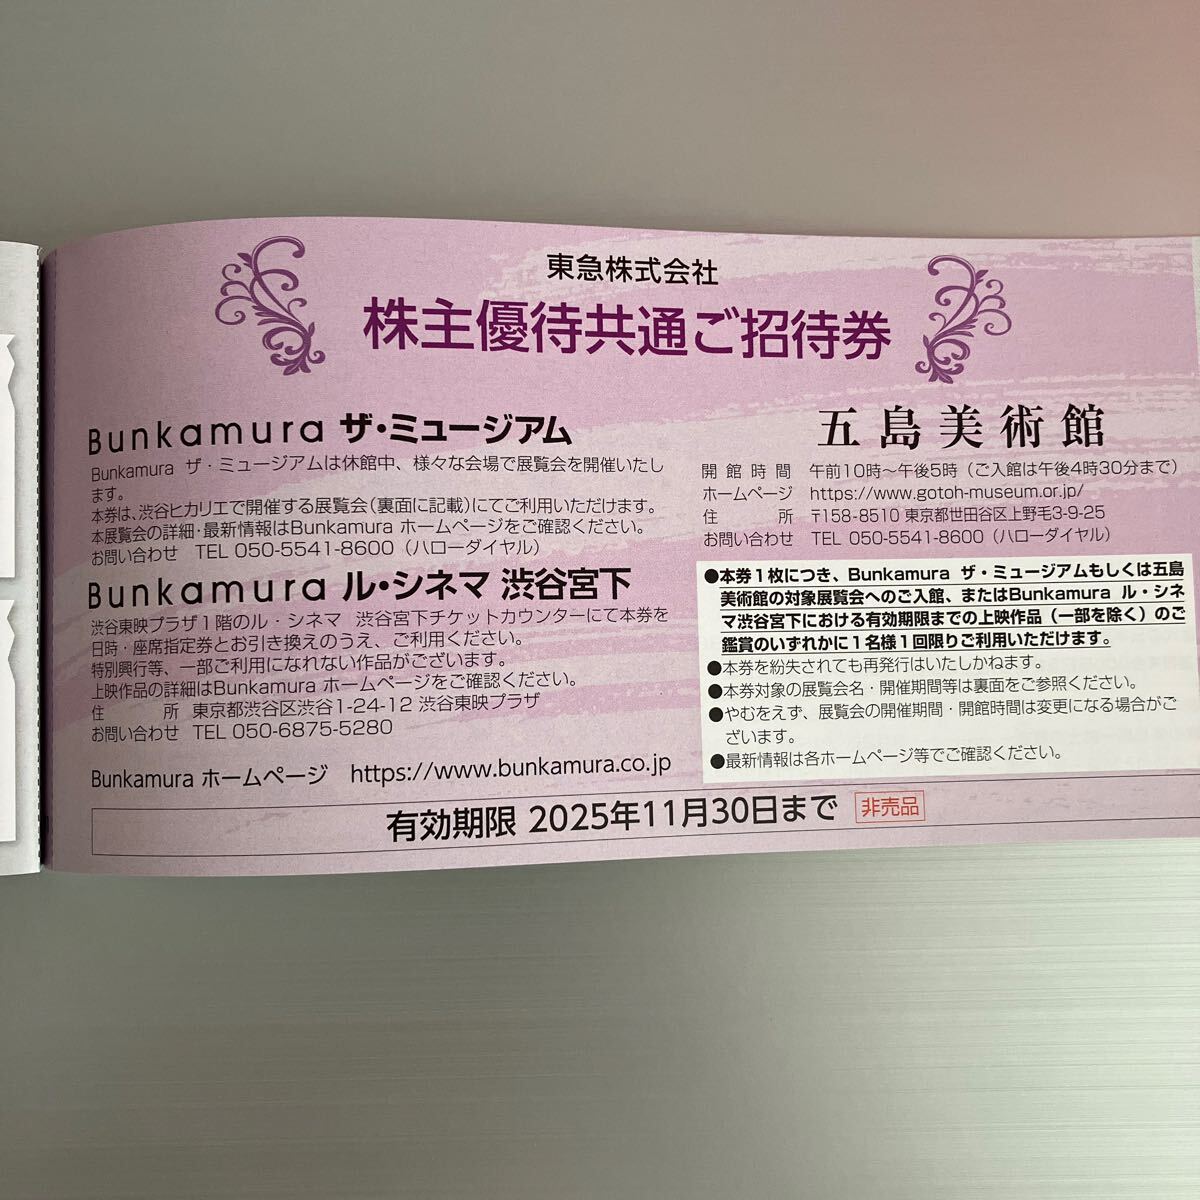 東急株式会社
株主優待共通ご招待券
Bunkamura ザ・ミュージアム
Bunkamura ザ・ミュージアムは休館中、様々な会場で展覧会を開催いたし
ます。
本券は、渋谷ヒカリエで開催する展覧会（裏面に記載）にてご利用いただけます。
本展覧会の詳細・最新情報はBunkamura ホームページをご確認ください。
お問い合わせ TEL 050-5541-8600（ハローダイヤル）
Bunkamura ル・シネマ 渋谷宮下
渋谷東映プラザ1階のル・シネマ 渋谷宮下チケットカウンターにて本券を
日時・座席指定券とお引き換えのうえ、ご利用ください。
特別興行等、一部ご利用になれない作品がございます。
上映作品の詳細はBunkamura ホームページをご確認ください。
住 所 東京都渋谷区渋谷1-24-12 渋谷東映プラザ
お問い合わせ TEL 050-6875-5280
Bunkamura ホームページ https://www.bunkamura.co.jp
五島美術館
開館時間 午前10時〜午後5時（ご入館は午後4時30分まで）
ホームページ https://www.gotoh-museum.or.jp/
住 所 〒158-8510 東京都世田谷区上野毛3-9-25
お問い合わせ TEL 050-5541-8600（ハローダイヤル）
●本券1枚につき、Bunkamura ザ・ミュージアムもしくは五島
美術館の対象展覧会へのご入館、またはBunkamura ル・シネ
マ渋谷宮下における有効期限までの上映作品（一部を除く）のご
鑑賞のいずれかに1名様1回限りご利用いただけます。
●本券を紛失されても再発行はいたしかねます。
●本券対象の展覧会名・開催期間等は裏面をご参照ください。
●やむをえず、展覧会の開催期間・開館時間は変更になる場合がご
ざいます。
●最新情報は各ホームページ等でご確認ください。
有効期限 2025年11月30日まで 非売品